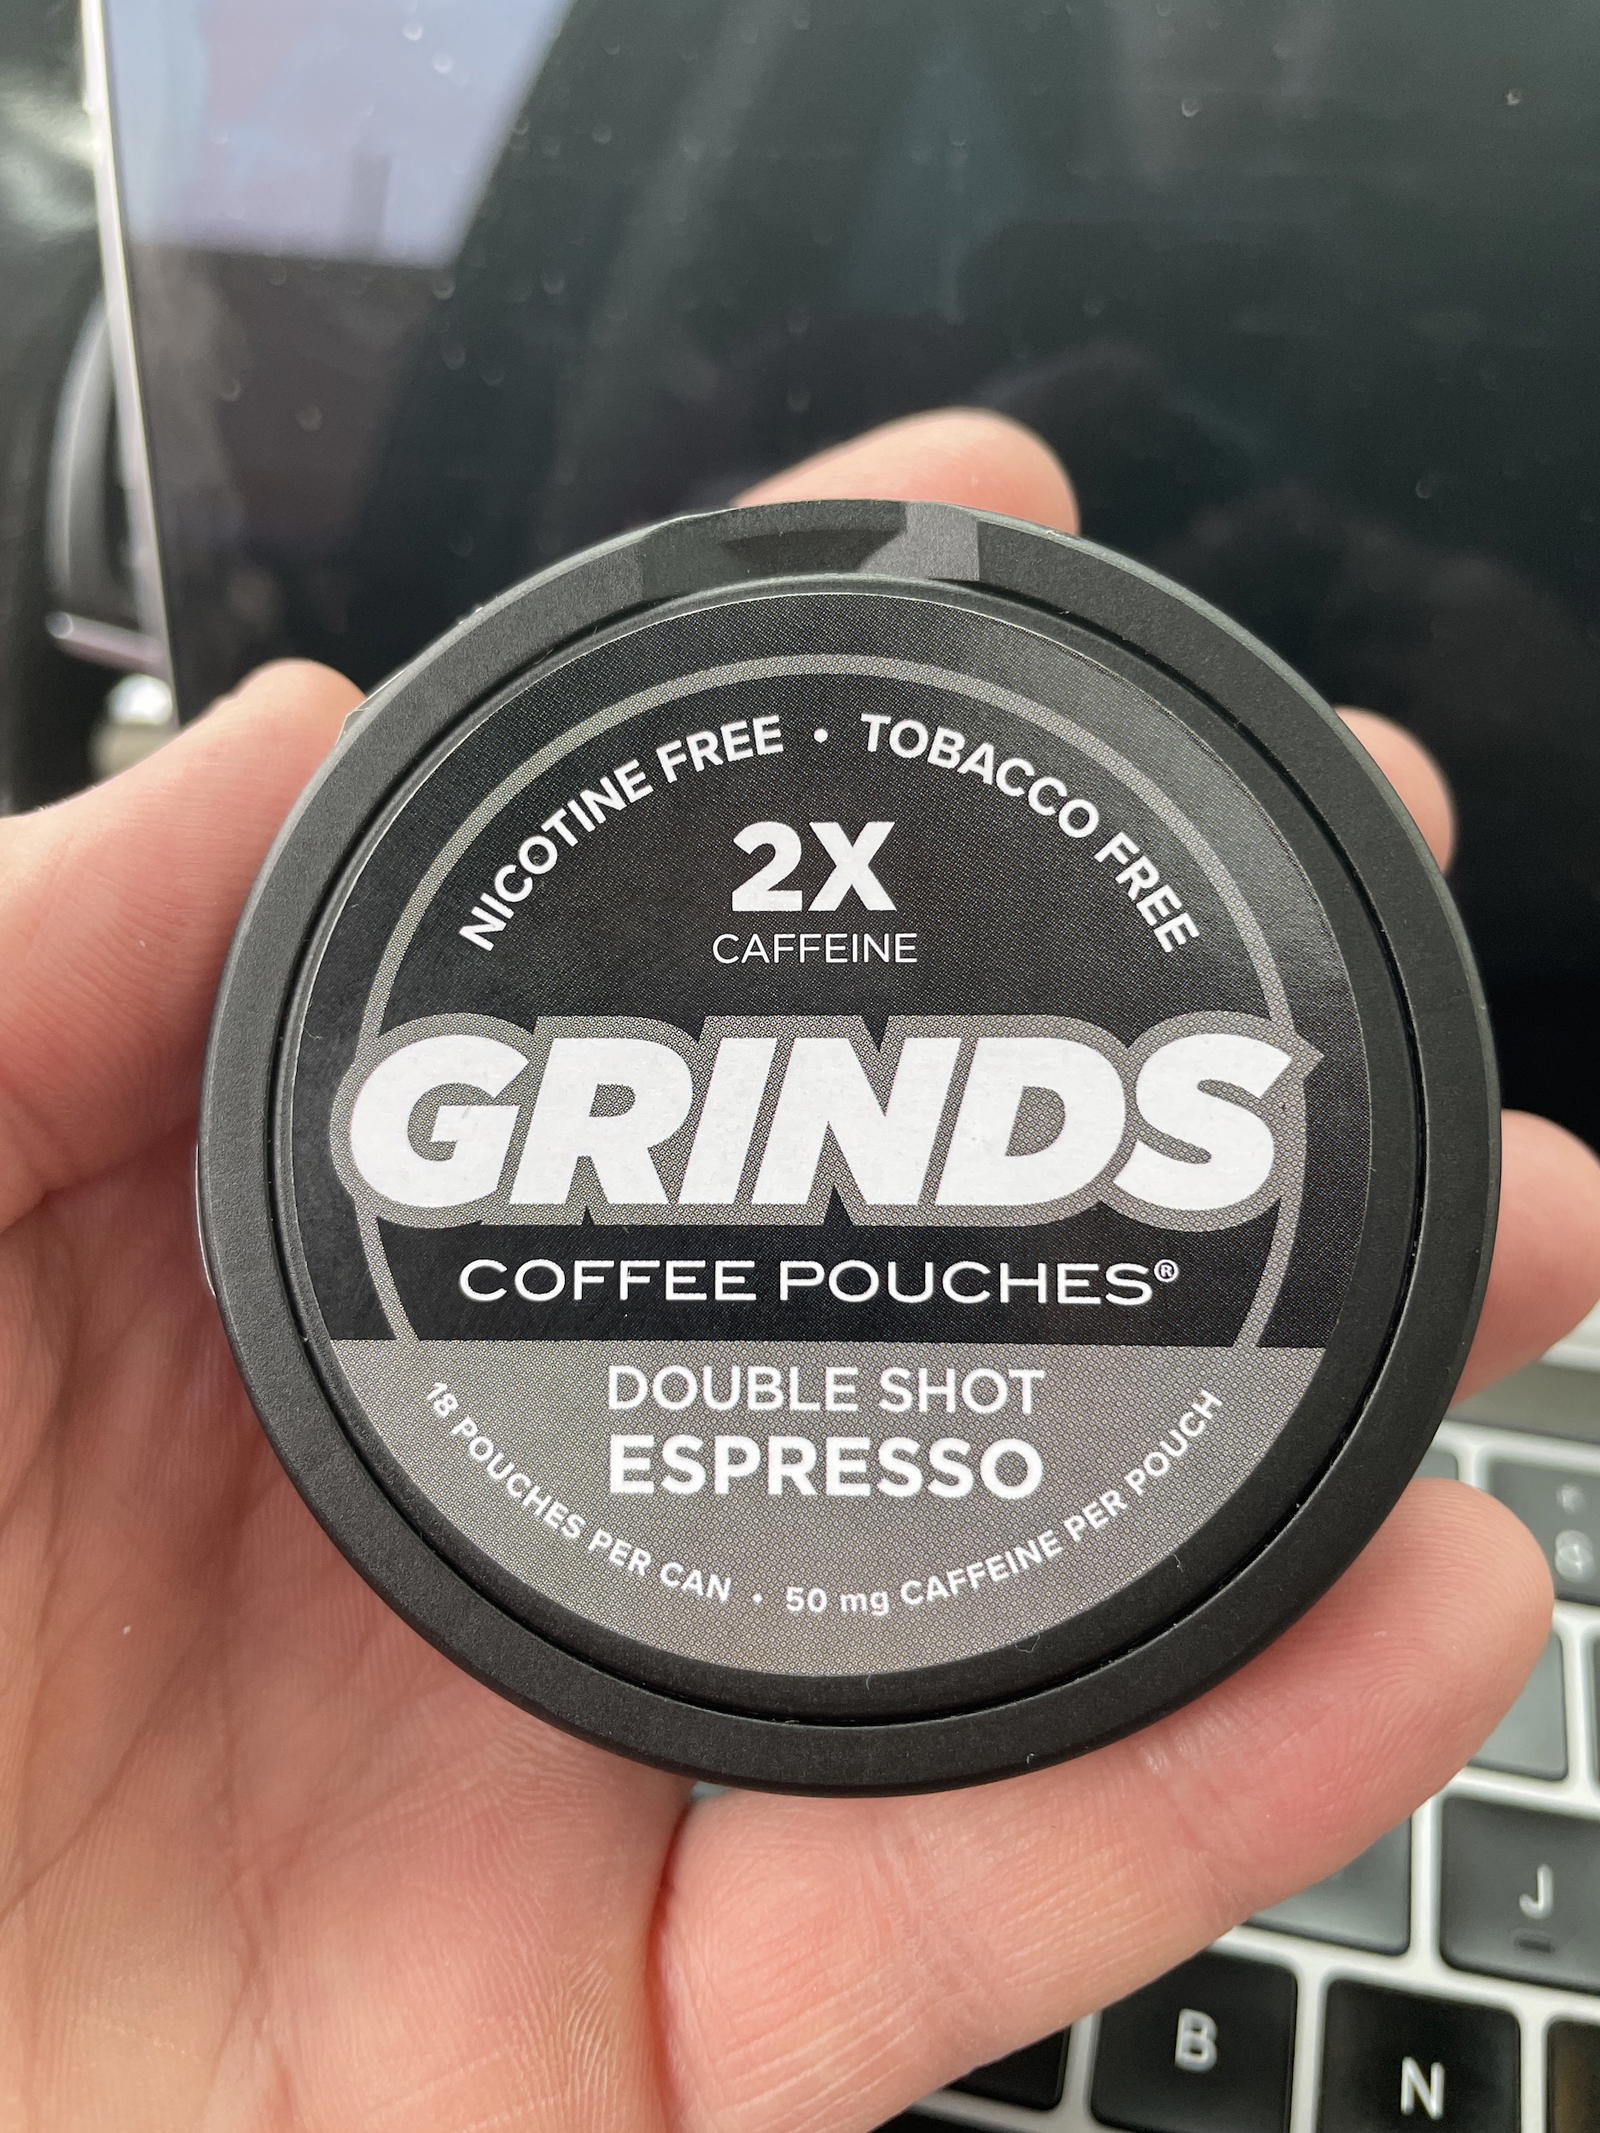 NICOTINE FREE • TOBACCO FREE
2X
CAFFEINE
GRINDS
COFFEE POUCHES®
DOUBLE SHOT
ESPRESSO
18 POUCHES PER CAN • 50 mg CAFFEINE PER POUCH
J
B
N